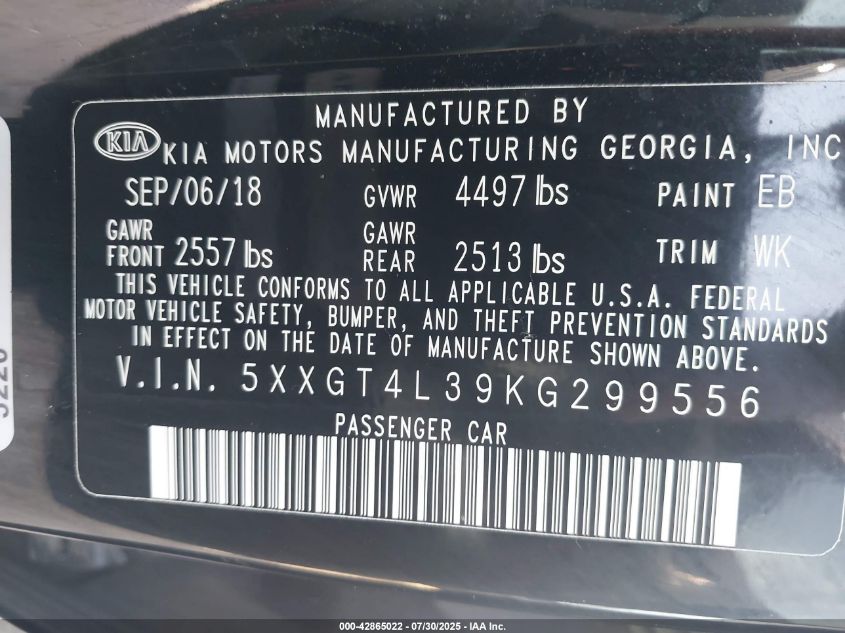 MANUFACTURED BY
KIA KIA MOTORS MANUFACTURING GEORGIA, INC
SEP/06/18 GVWR 4497 lbs PAINT EB
GAWR FRONT 2557 lbs GAWR REAR 2513 lbs TRIM WK
THIS VEHICLE CONFORMS TO ALL APPLICABLE U.S.A. FEDERAL
MOTOR VEHICLE SAFETY, BUMPER, AND THEFT PREVENTION STANDARDS
IN EFFECT ON THE DATE OF MANUFACTURE SHOWN ABOVE.
V.I.N. 5XXGT4L39KG299556
PASSENGER CAR
000-42865022 - 07/30/2025 - IAA Inc.